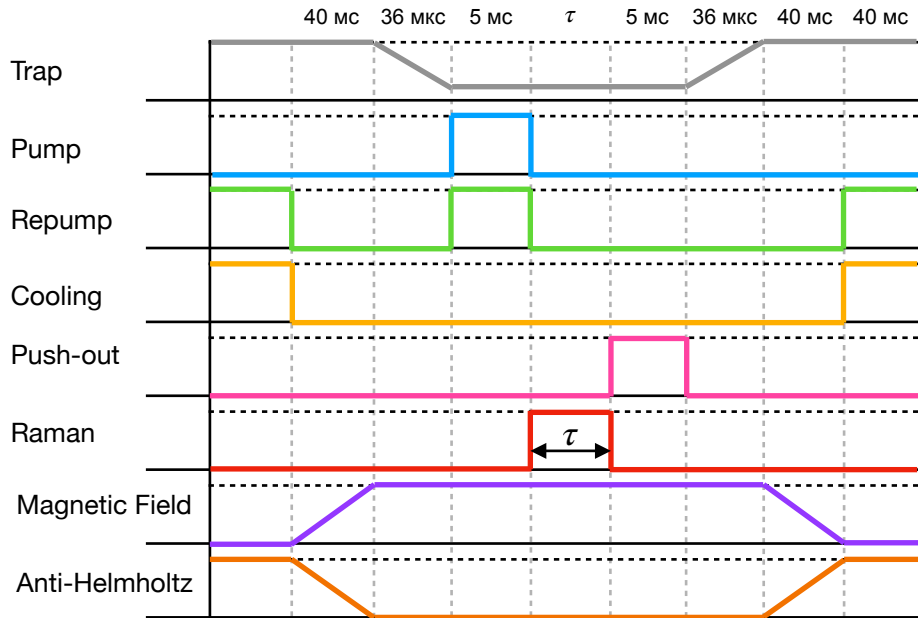 40 мс 36 мкс 5 мс τ 5 мс 36 мкс 40 мс 40 мс
Trap
Pump
Repump
Cooling
Push-out
Raman
τ
Magnetic Field
Anti-Helmholtz